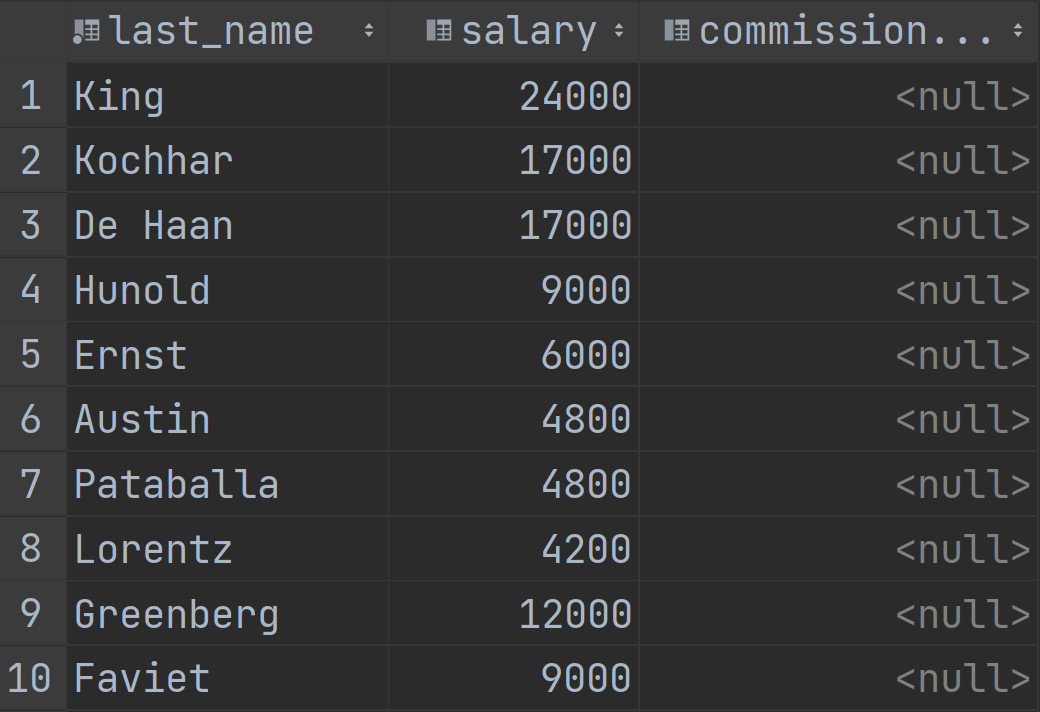 last_name salary commission...
1 King 24000 <null>
2 Kochhar 17000 <null>
3 De Haan 17000 <null>
4 Hunold 9000 <null>
5 Ernst 6000 <null>
6 Austin 4800 <null>
7 Pataballa 4800 <null>
8 Lorentz 4200 <null>
9 Greenberg 12000 <null>
10 Faviet 9000 <null>